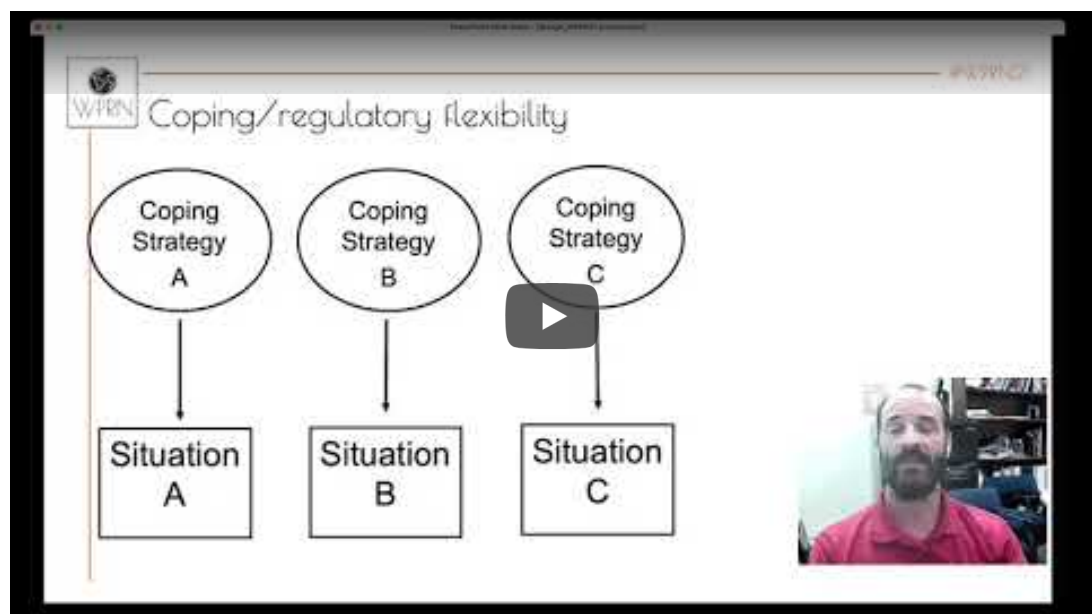 WPRN
Coping/regulatory flexibility
Coping
Strategy
A
Coping
Strategy
B
Coping
Strategy
C
Situation
A
Situation
B
Situation
C